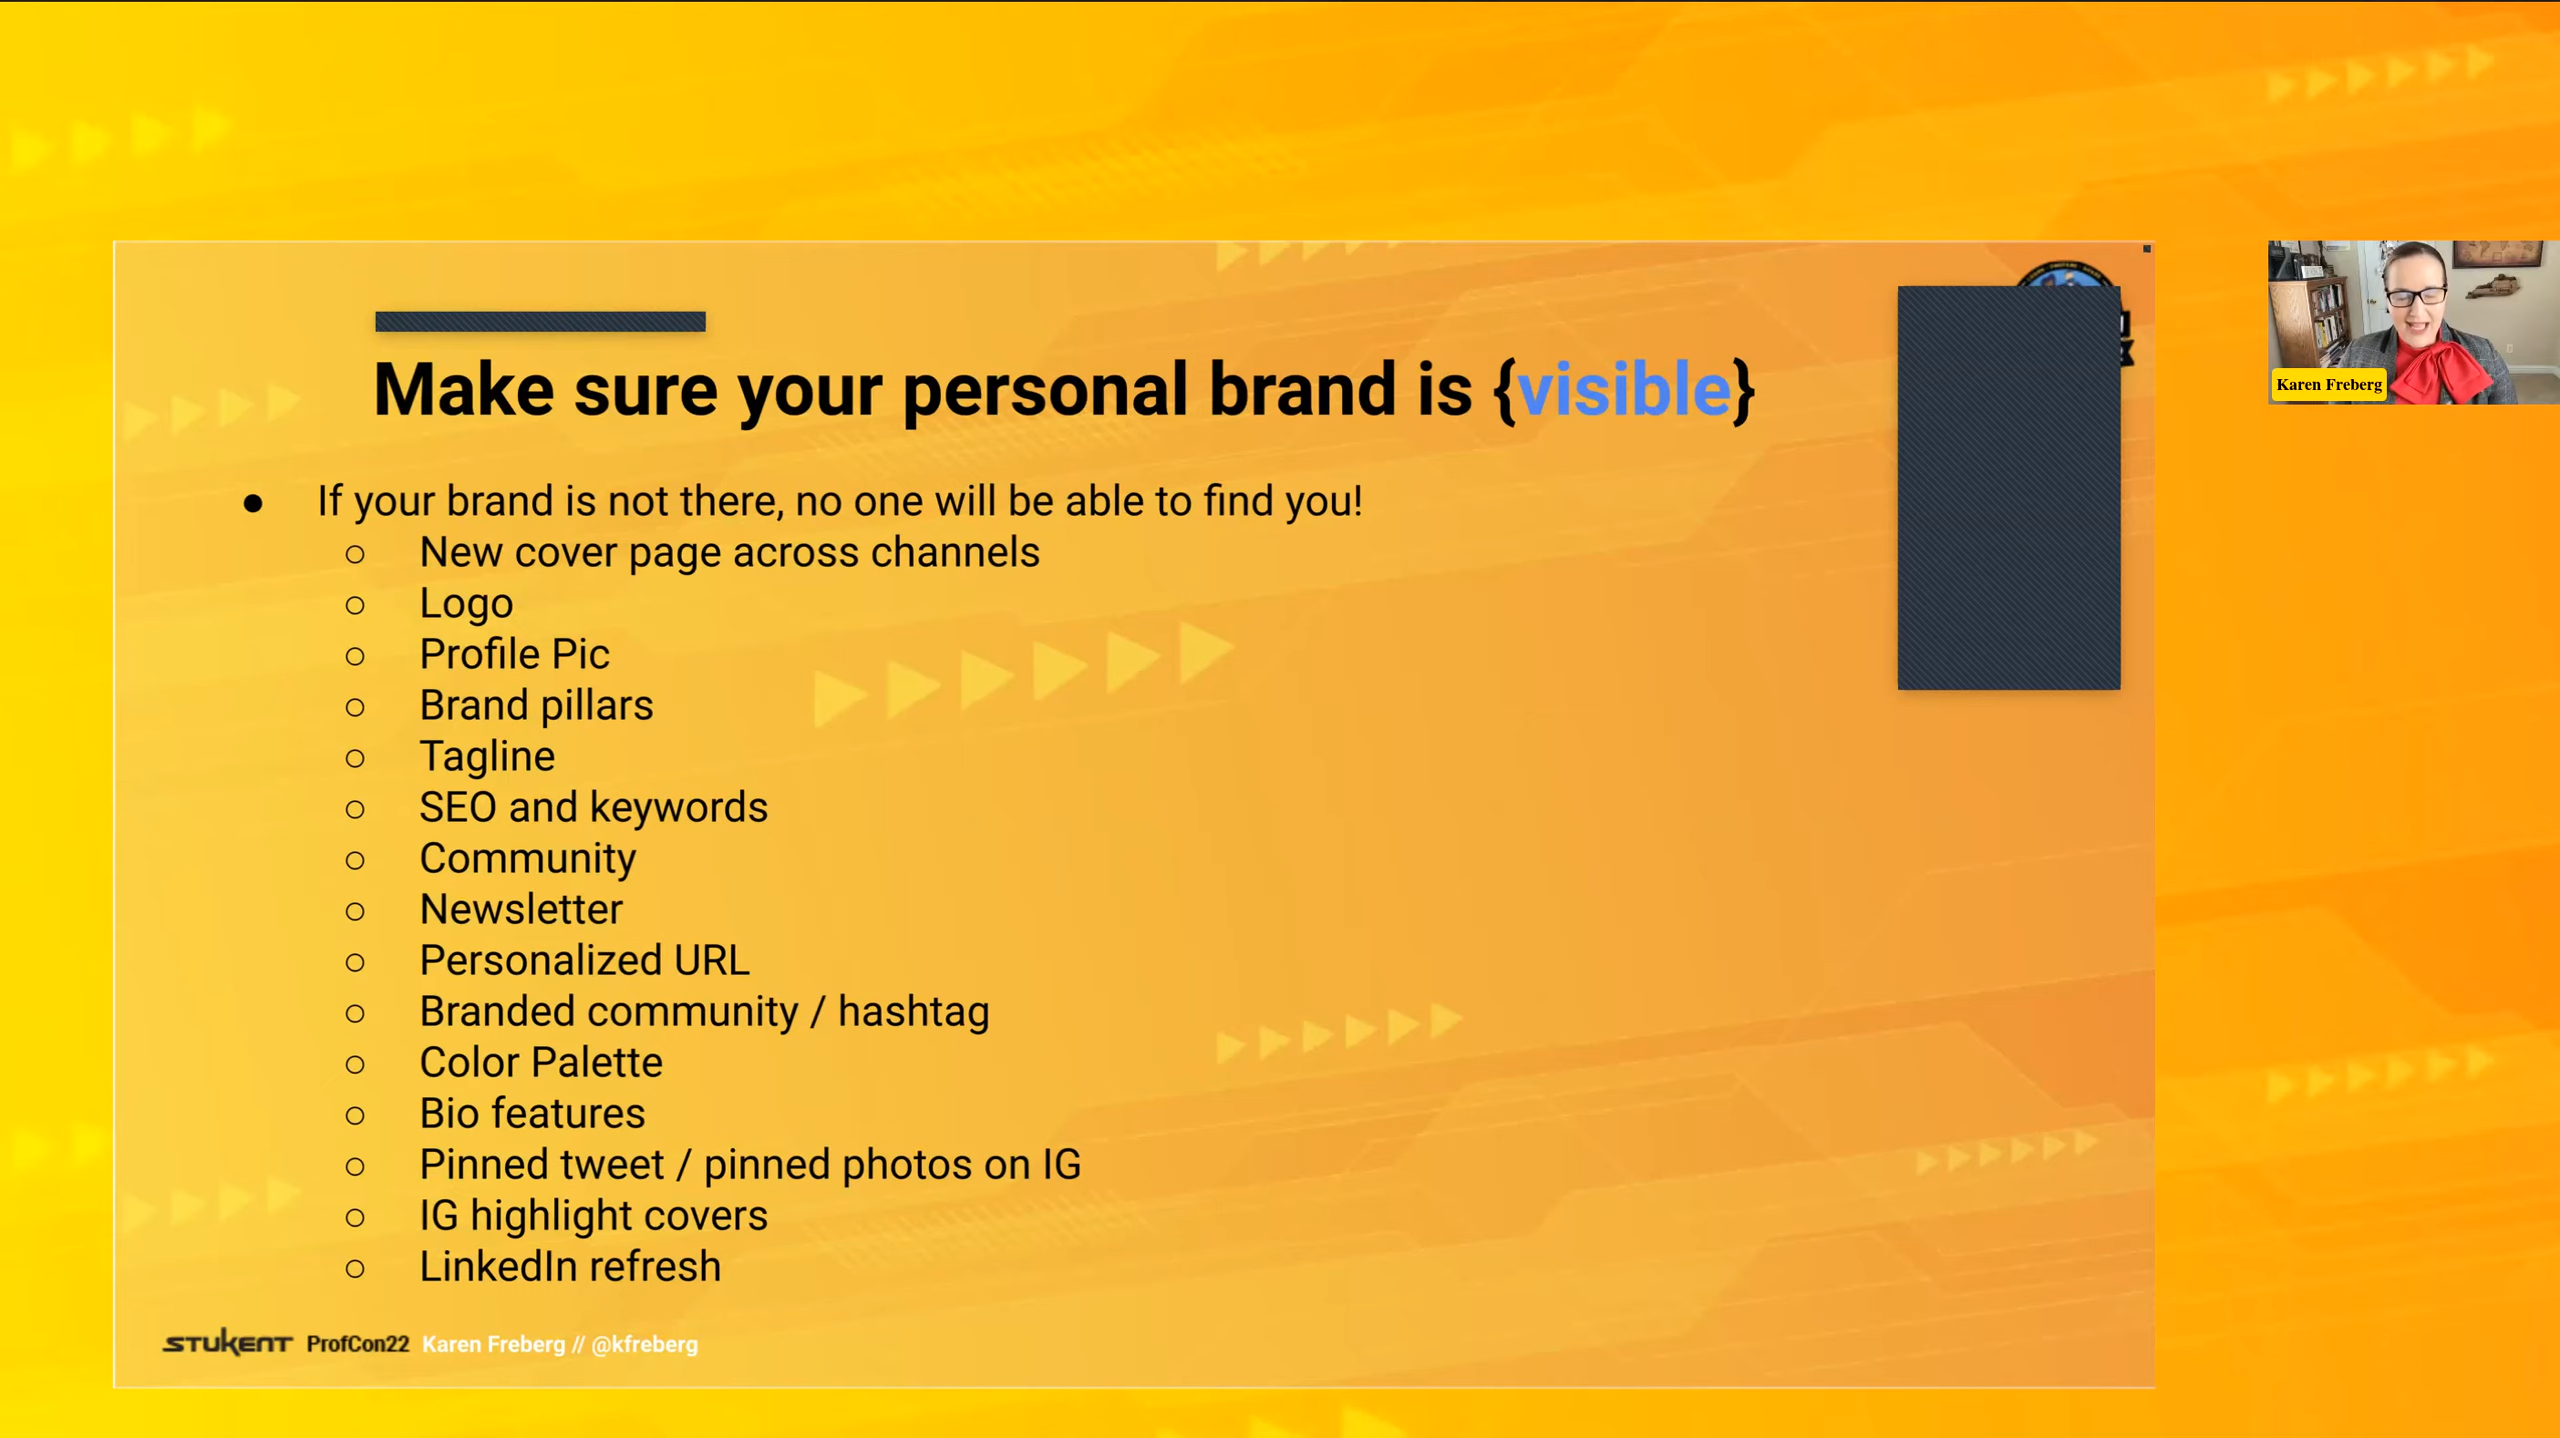 Make sure your personal brand is {visible}
● If your brand is not there, no one will be able to find you!
○ New cover page across channels
○ Logo
○ Profile Pic
○ Brand pillars
○ Tagline
○ SEO and keywords
○ Community
○ Newsletter
○ Personalized URL
○ Branded community / hashtag
○ Color Palette
○ Bio features
○ Pinned tweet / pinned photos on IG
○ IG highlight covers
○ LinkedIn refresh
STUKENT ProfCon22 Karen Freberg // @kfreberg
Karen Freberg